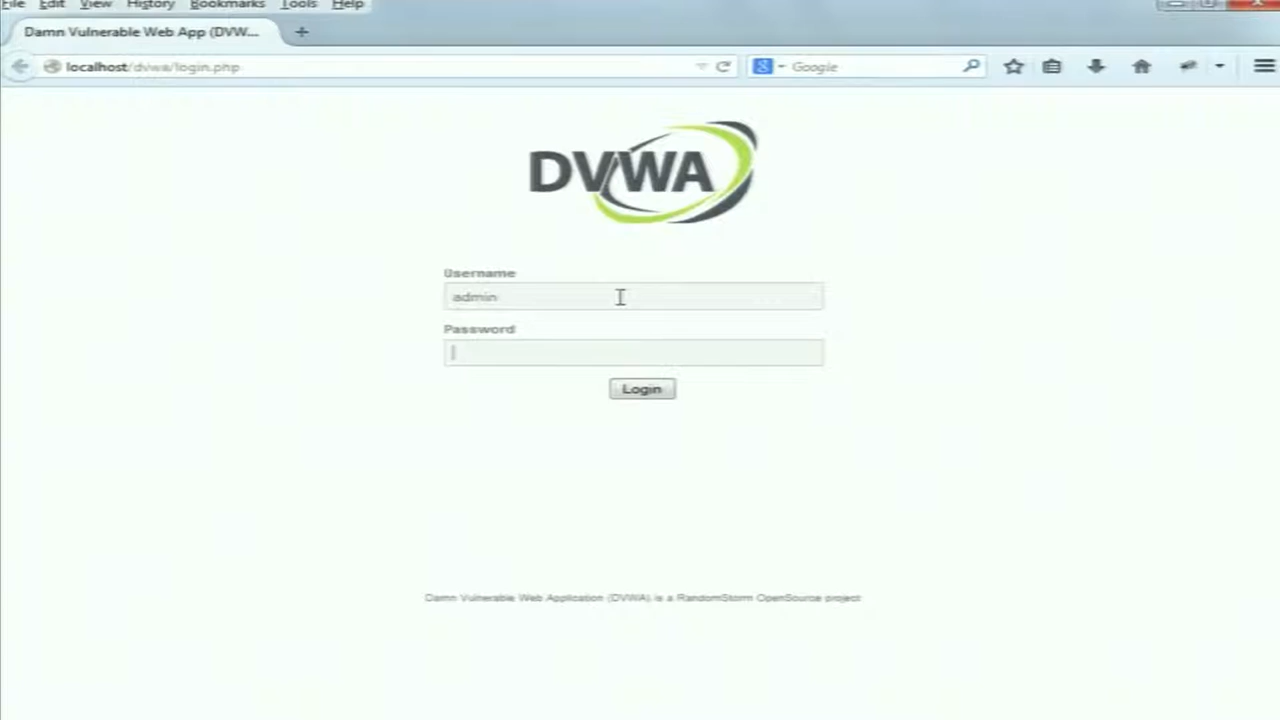 File Edit View History Bookmarks Tools Help
Damn Vulnerable Web App (DVW...
localhost/dvwa/login.php
Google
DVWA
Username
admin
Password
Login
Damn Vulnerable Web Application (DVWA) is a RandomStorm OpenSource project